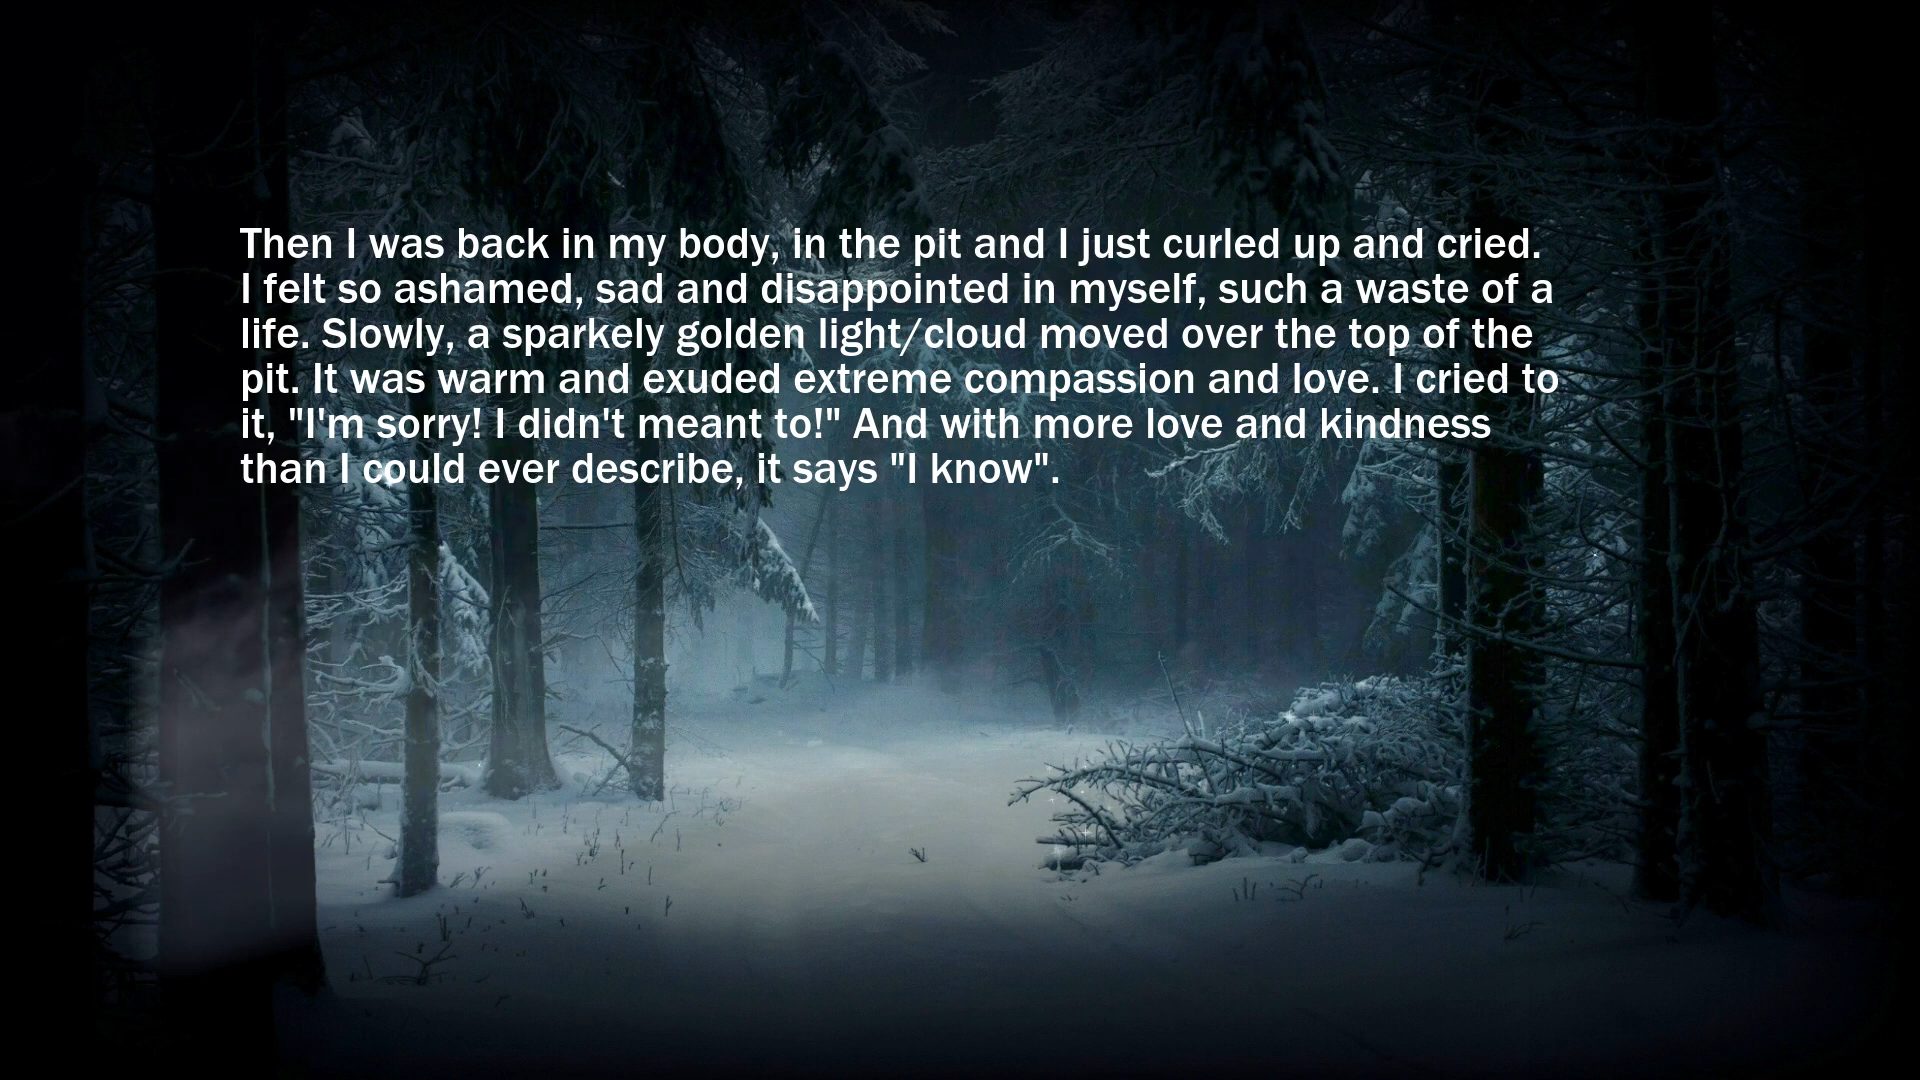 Then I was back in my body, in the pit and I just curled up and cried.
I felt so ashamed, sad and disappointed in myself, such a waste of a
life. Slowly, a sparkely golden light/cloud moved over the top of the
pit. It was warm and exuded extreme compassion and love. I cried to
it, "I'm sorry! I didn't meant to!" And with more love and kindness
than I could ever describe, it says "I know".